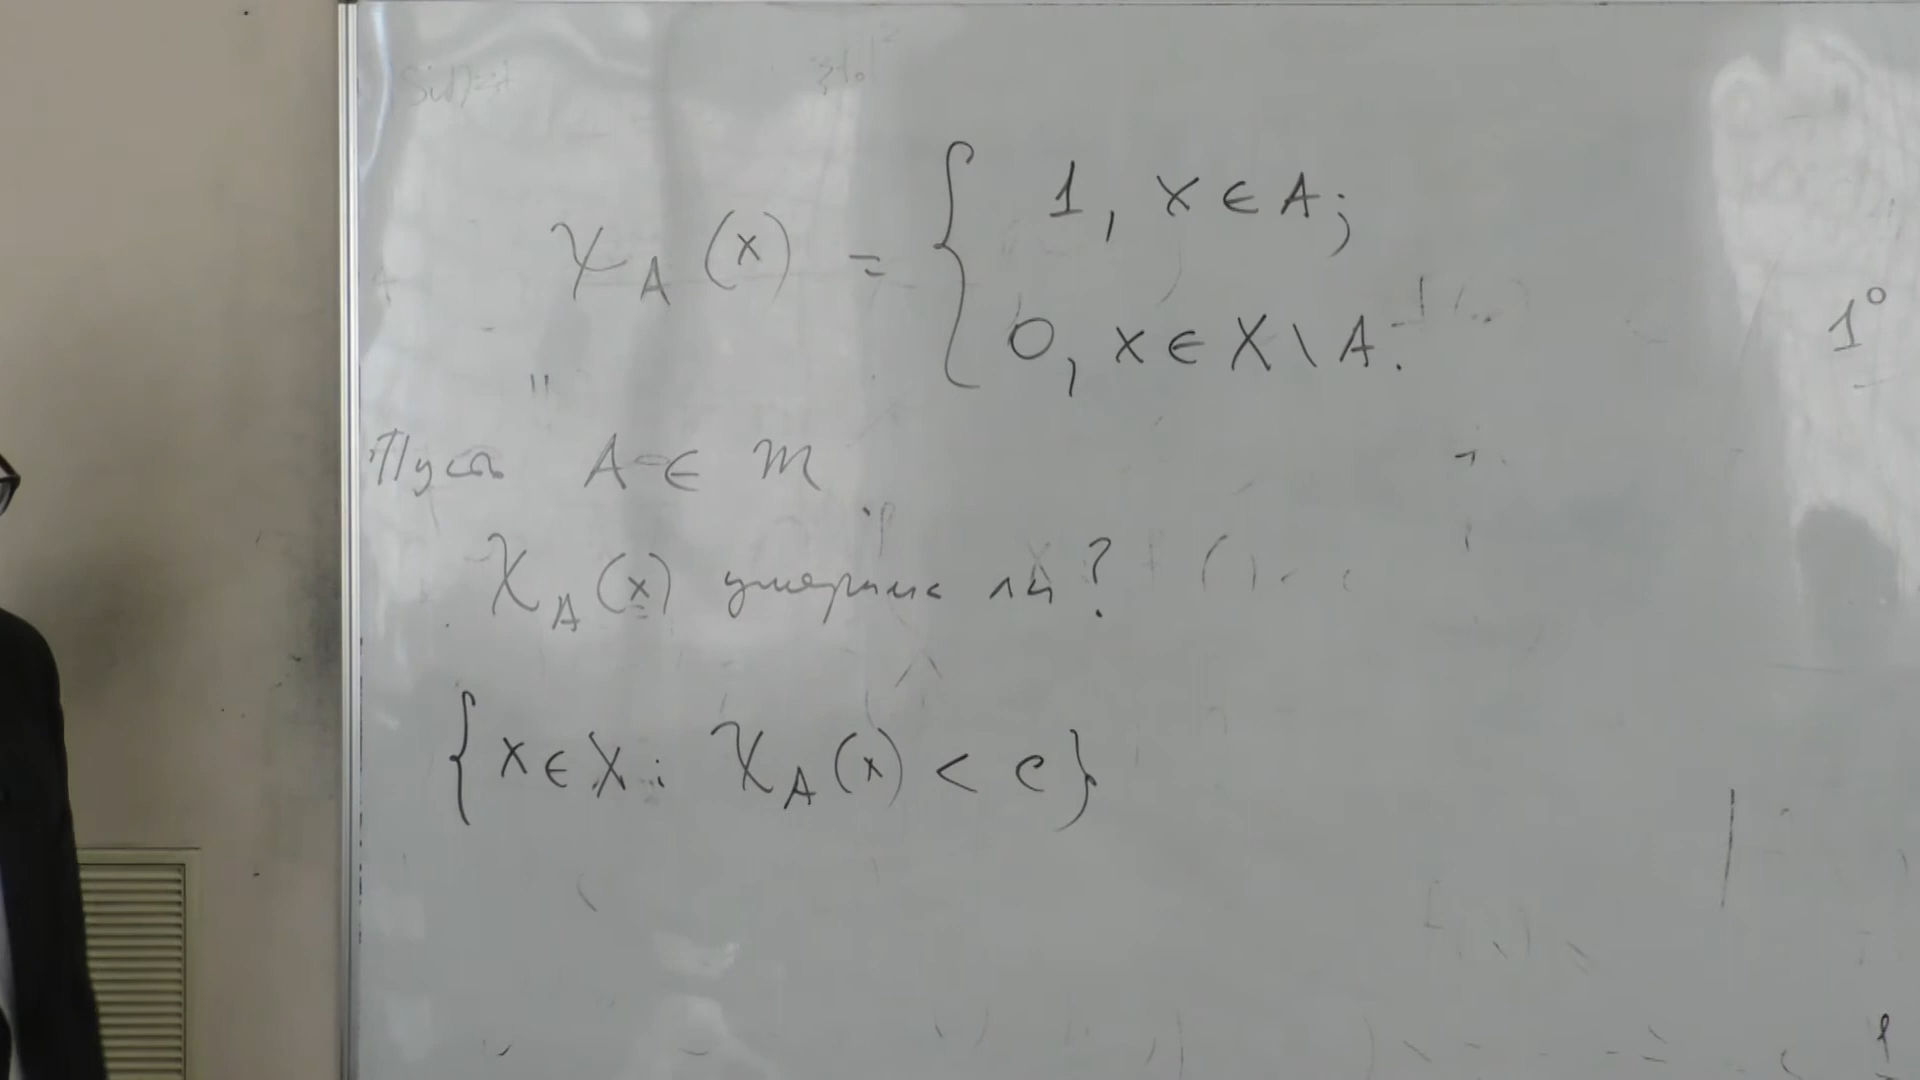 χ_A (x) = { 1, x ∈ A;
0, x ∈ X \ A.
1°
Пусть A ∈ M
χ_A (x) измерима ли?
{x ∈ X : χ_A (x) < c}